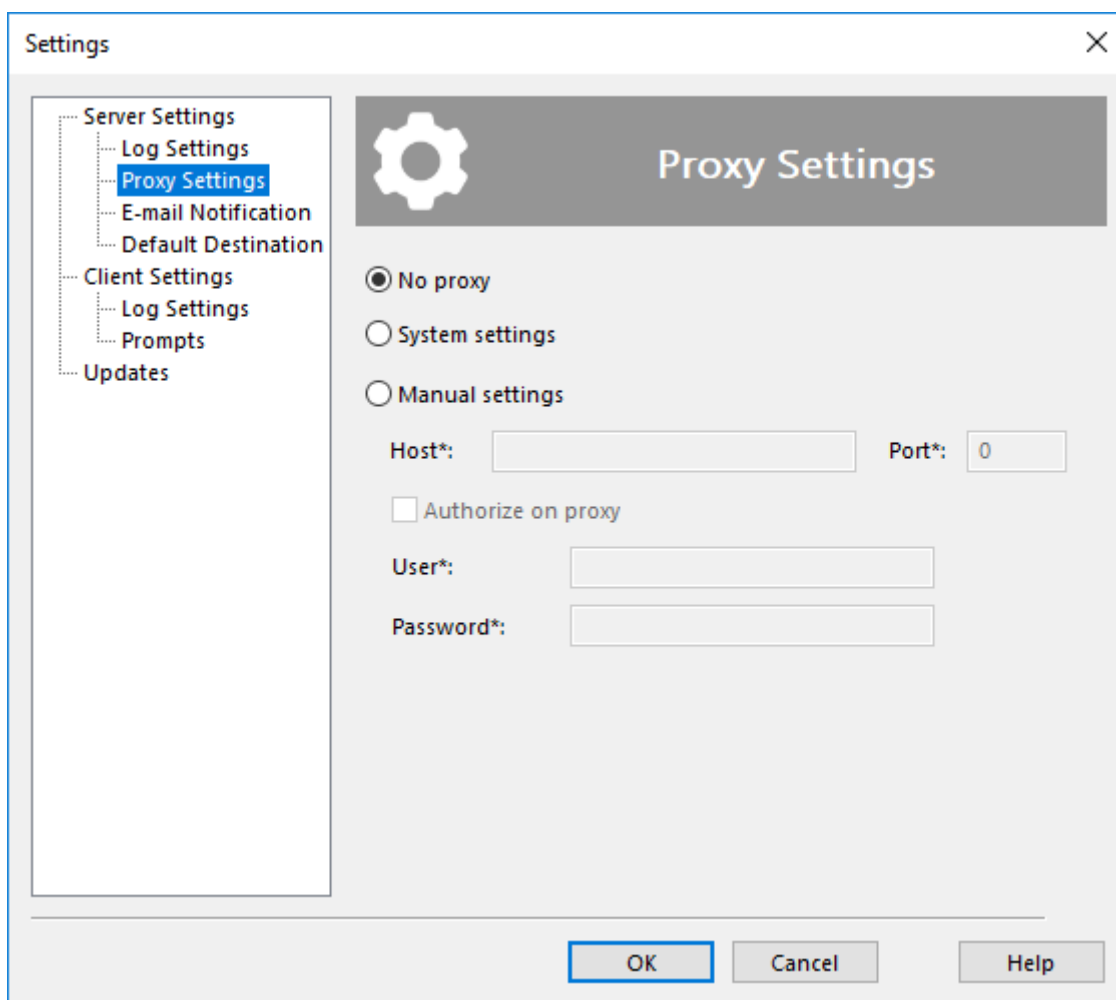 Settings
Server Settings
Log Settings
Proxy Settings
E-mail Notification
Default Destination
Client Settings
Log Settings
Prompts
Updates
Proxy Settings
No proxy
System settings
Manual settings
Host*: Port*: 0
Authorize on proxy
User*:
Password*:
OK Cancel Help